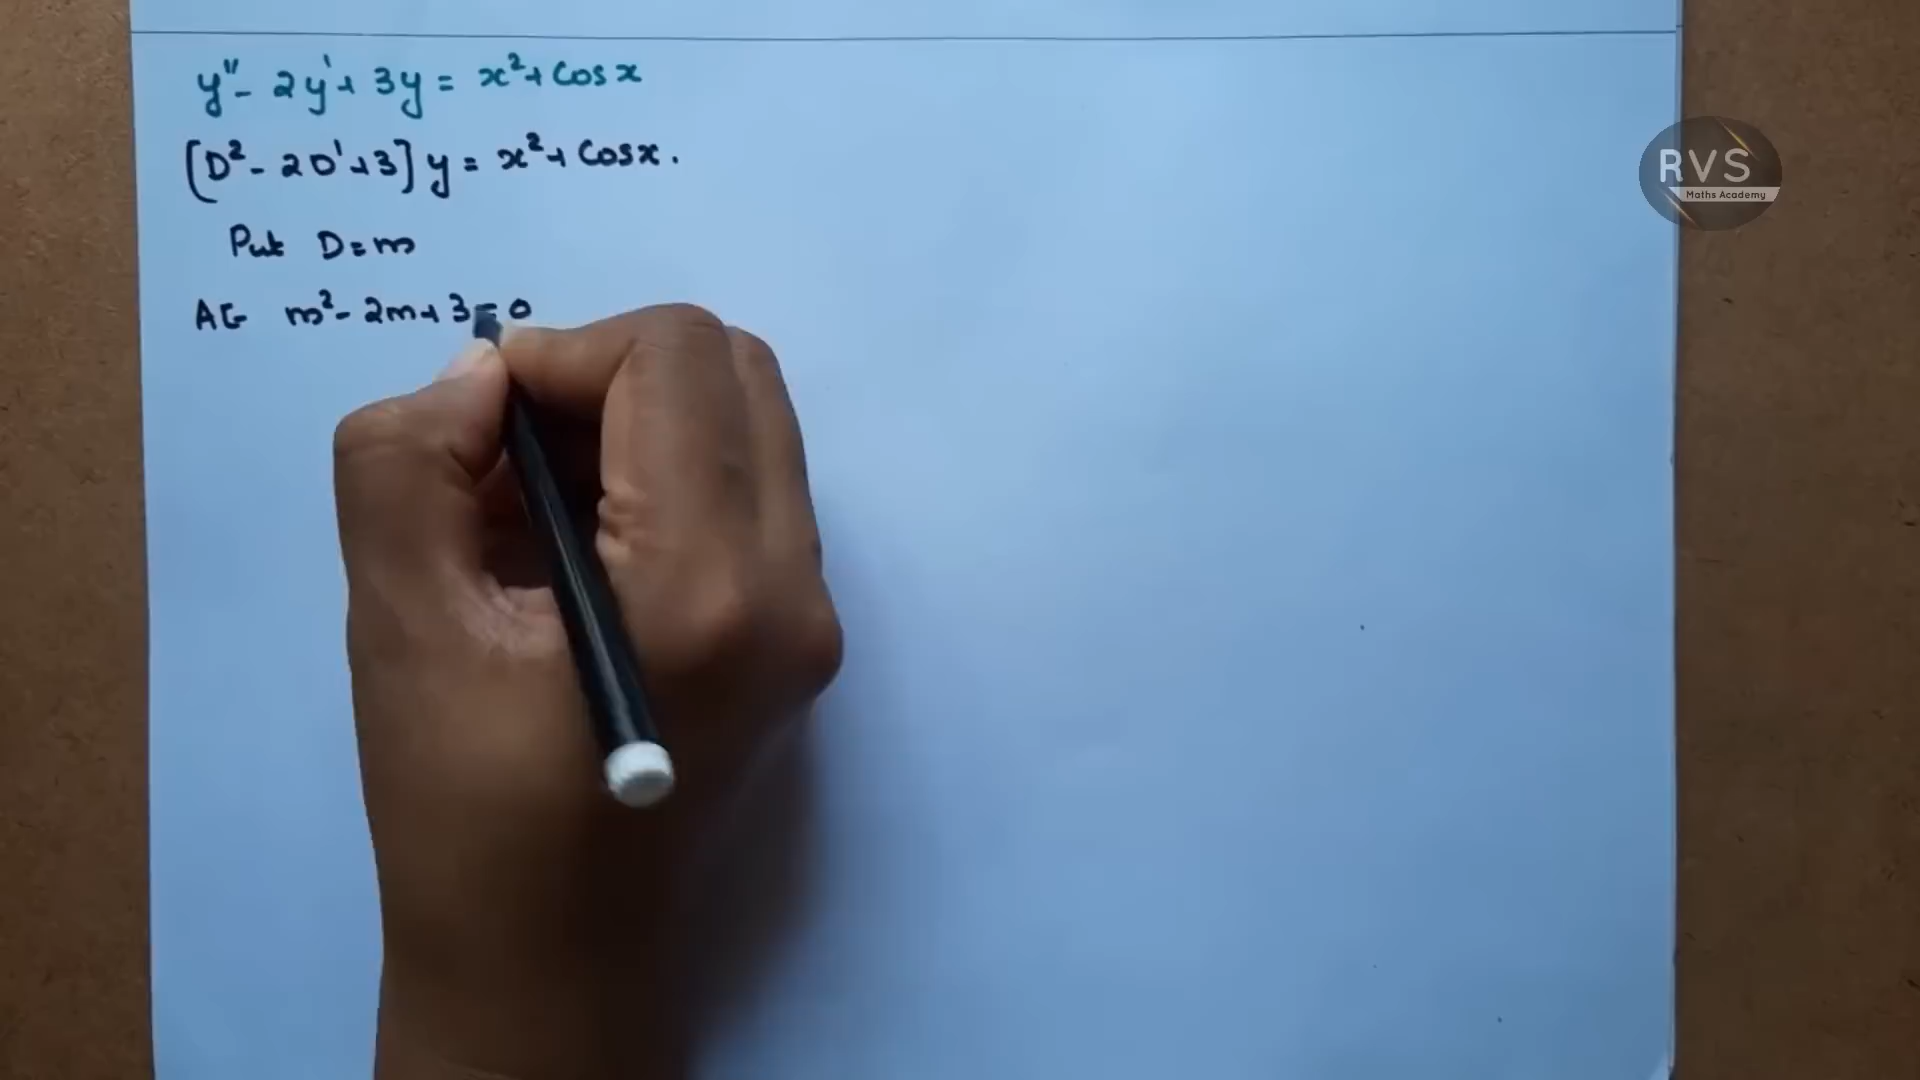 y'' - 2y' + 3y = x² + Cos x
[D² - 2D' + 3] y = x² + Cos x.
Put D = m
AE m² - 2m + 3 = 0
RVS
Maths Academy